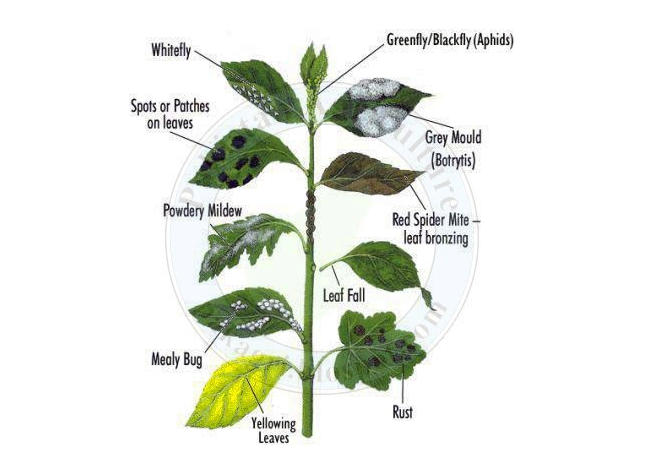 Whitefly
Greenfly/Blackfly (Aphids)
Spots or Patches
on leaves
Grey Mould
(Botrytis)
Powdery Mildew
Red Spider Mite –
leaf bronzing
Leaf Fall
Mealy Bug
Rust
Yellowing
Leaves